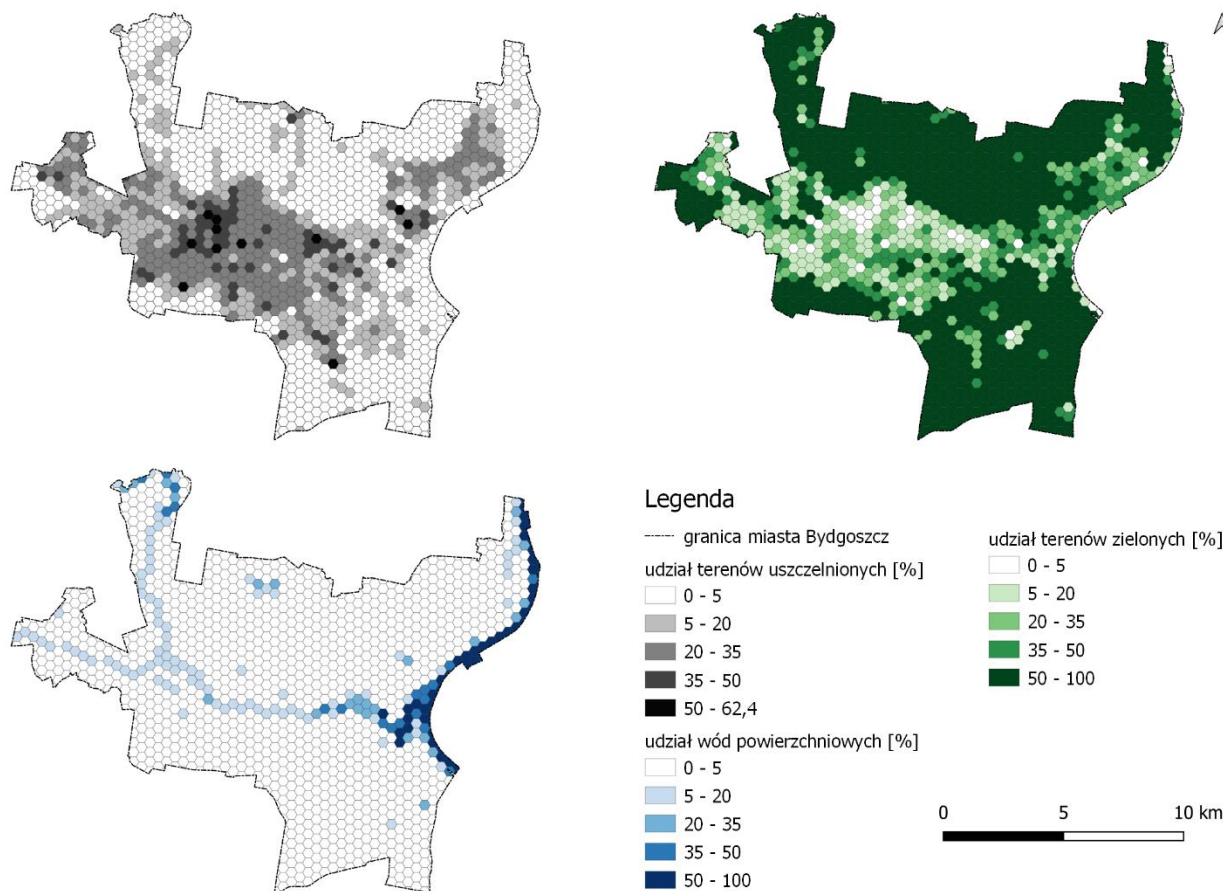 Legenda
granica miasta Bydgoszcz
udział terenów uszczelnionych [%]
0 - 5
5 - 20
20 - 35
35 - 50
50 - 62,4
udział wód powierzchniowych [%]
0 - 5
5 - 20
20 - 35
35 - 50
50 - 100
udział terenów zielonych [%]
0 - 5
5 - 20
20 - 35
35 - 50
50 - 100
0 5 10 km